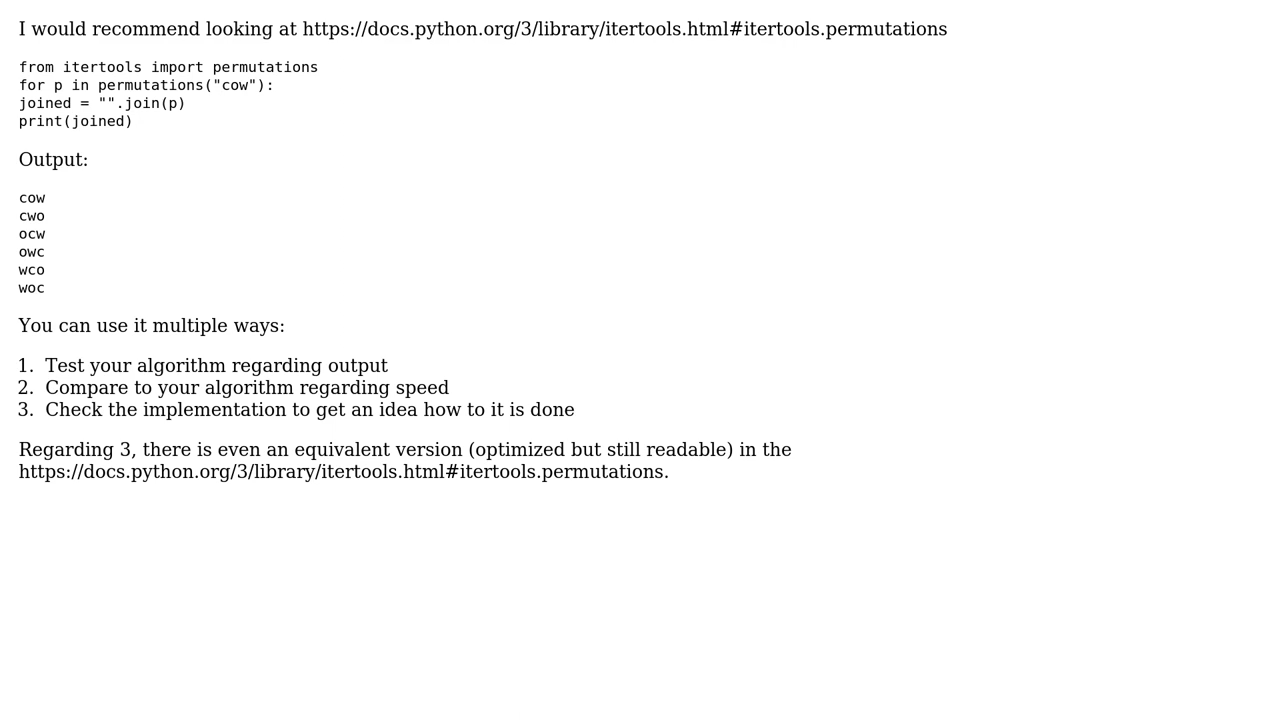 I would recommend looking at https://docs.python.org/3/library/itertools.html#itertools.permutations
from itertools import permutations
for p in permutations("cow"):
joined = "".join(p)
print(joined)
Output:
cow
cwo
ocw
owc
wco
woc
You can use it multiple ways:
1. Test your algorithm regarding output
2. Compare to your algorithm regarding speed
3. Check the implementation to get an idea how to it is done
Regarding 3, there is even an equivalent version (optimized but still readable) in the
https://docs.python.org/3/library/itertools.html#itertools.permutations.